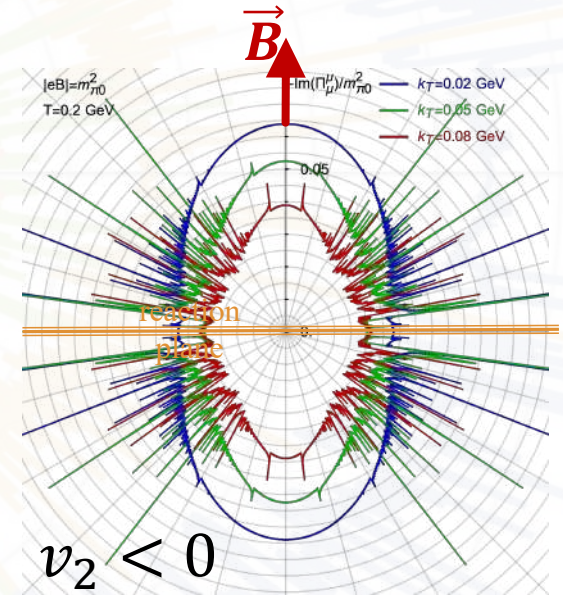 B
|eB|=m²π0
T=0.2 GeV
-Im(Πμμ)/m²π0
kT=0.02 GeV
kT=0.05 GeV
kT=0.08 GeV
0.05
reaction
0.
plane
v₂ < 0